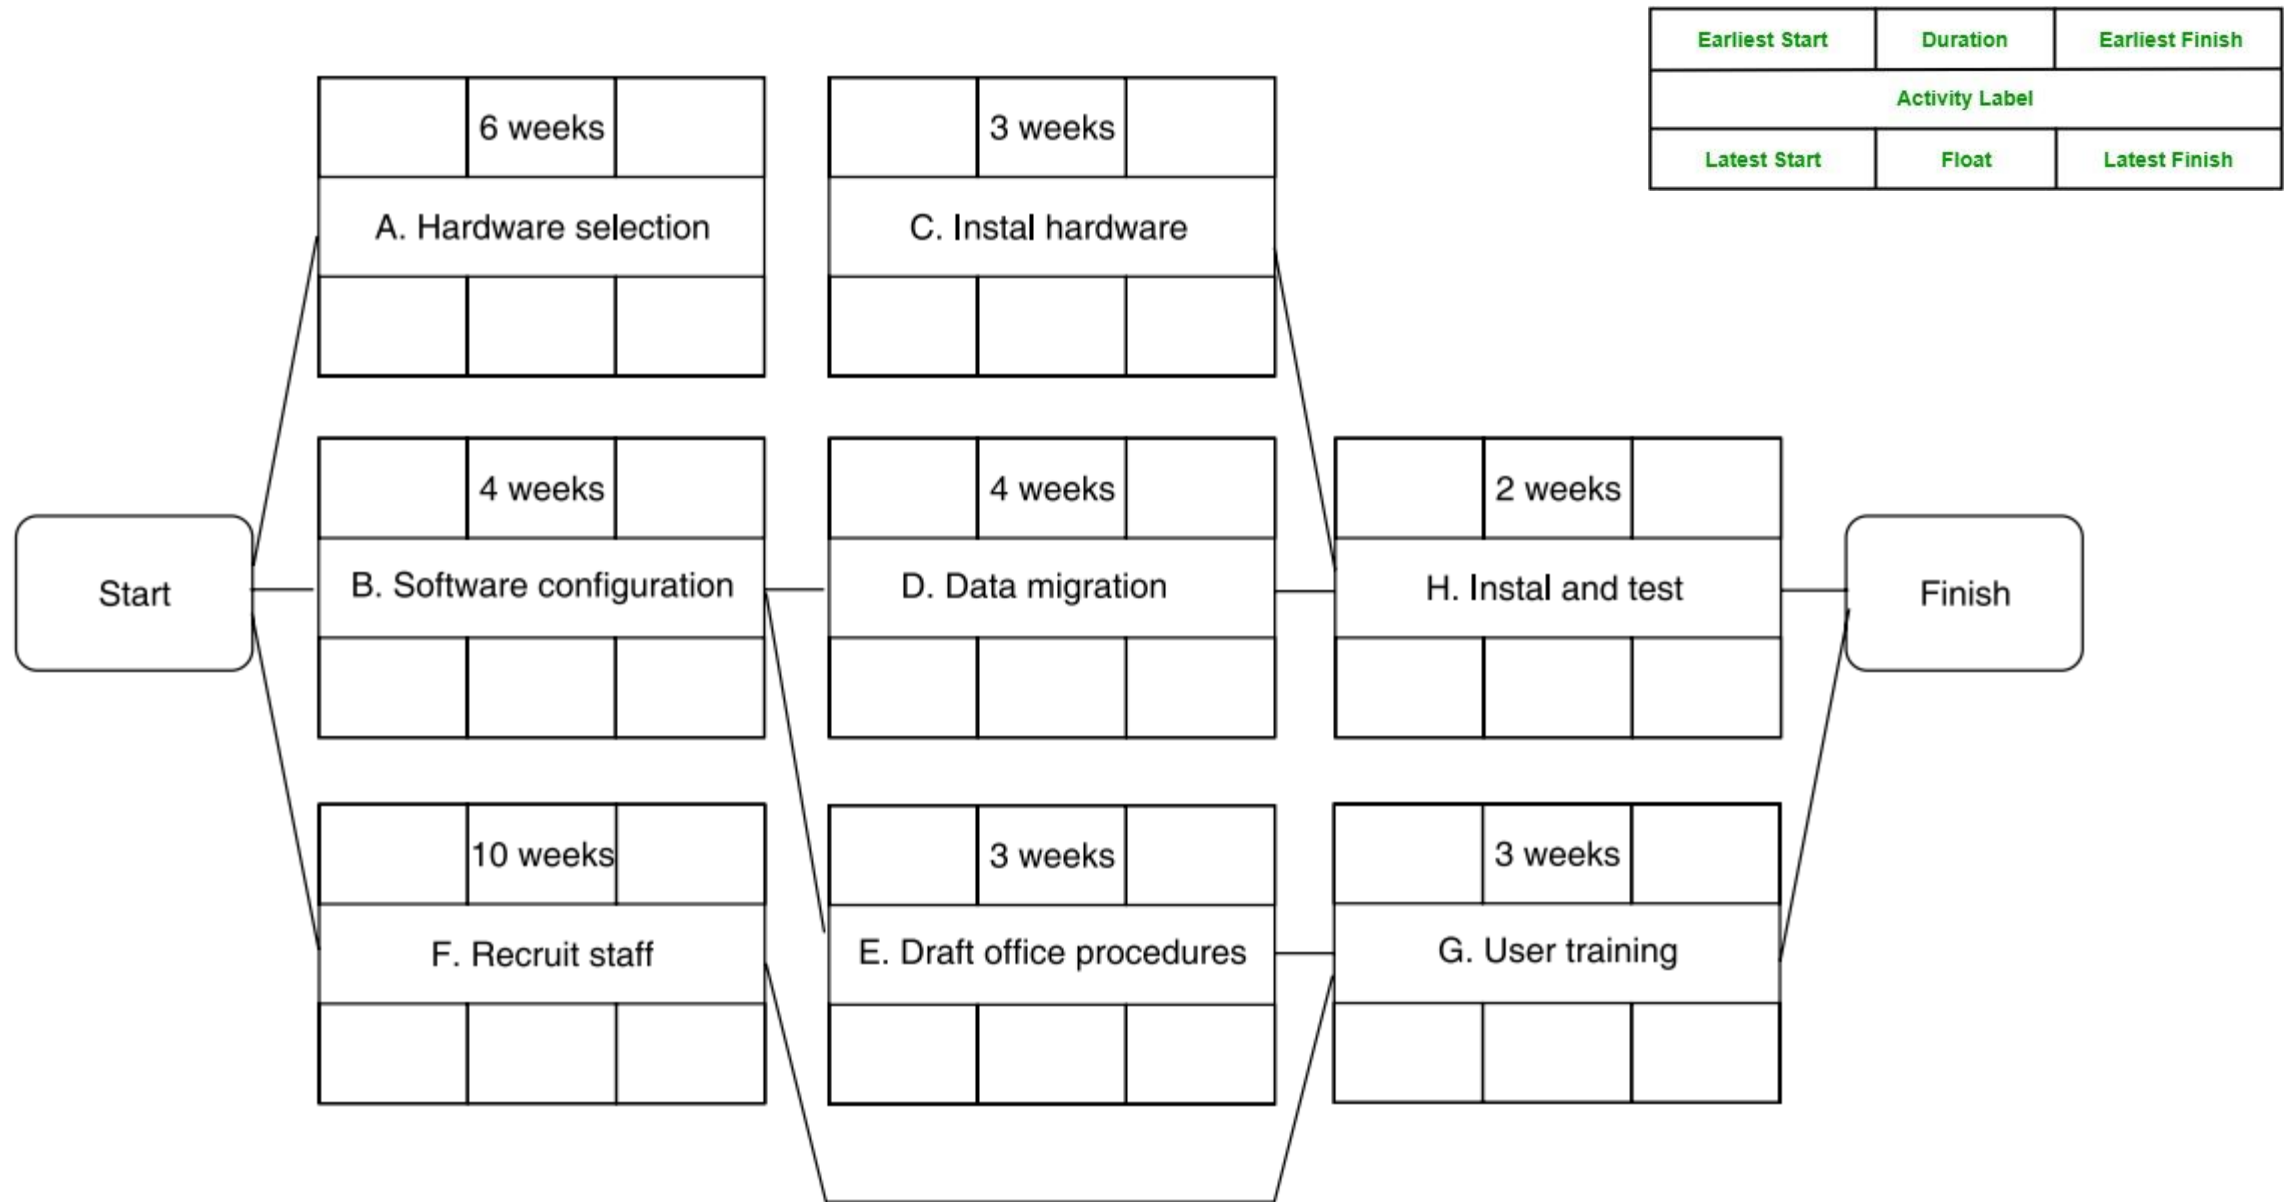 Earliest Start Duration Earliest Finish
Activity Label
Latest Start Float Latest Finish
6 weeks
A. Hardware selection
3 weeks
C. Instal hardware
Start
4 weeks
B. Software configuration
4 weeks
D. Data migration
2 weeks
H. Instal and test
Finish
10 weeks
F. Recruit staff
3 weeks
E. Draft office procedures
3 weeks
G. User training